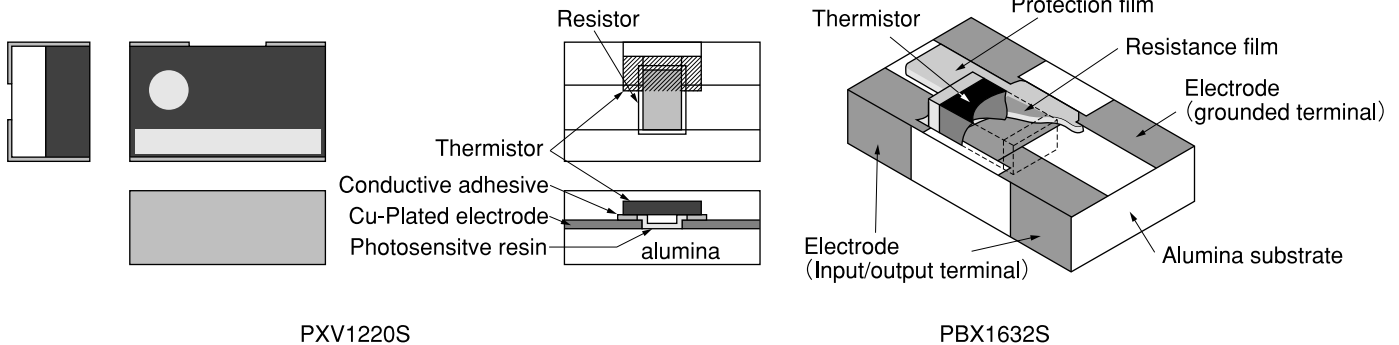 Resistor
Thermistor
Conductive adhesive
Cu-Plated electrode
Photosensitve resin
alumina
PXV1220S
Protection film
Thermistor
Resistance film
Electrode
(grounded terminal)
Electrode
(Input/output terminal)
Alumina substrate
PBX1632S